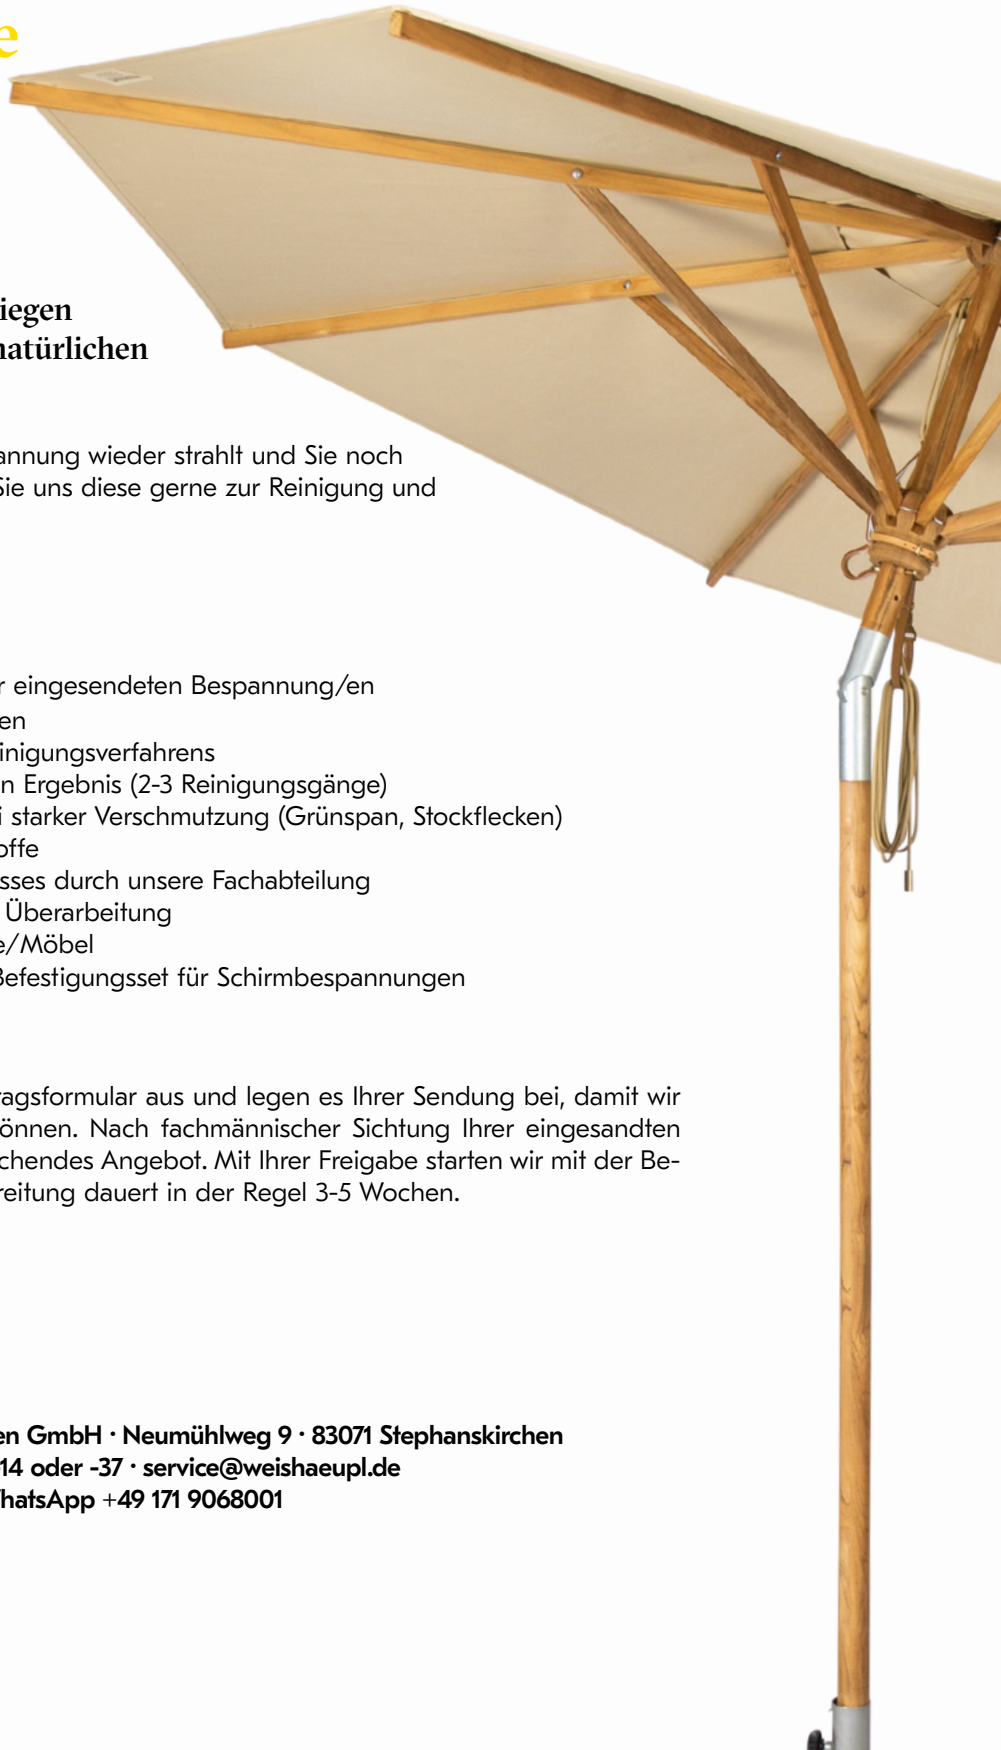 e
iegen
natürlichen
annung wieder strahlt und Sie noch
Sie uns diese gerne zur Reinigung und
r eingesendeten Bespannung/en
en
inigungsverfahrens
n Ergebnis (2-3 Reinigungsgänge)
i starker Verschmutzung (Grünspan, Stockflecken)
offe
sses durch unsere Fachabteilung
Überarbeitung
e/Möbel
Befestigungsset für Schirmbespannungen
ragsformular aus und legen es Ihrer Sendung bei, damit wir
önnen. Nach fachmännischer Sichtung Ihrer eingesandten
chendes Angebot. Mit Ihrer Freigabe starten wir mit der Be-
reitung dauert in der Regel 3-5 Wochen.
en GmbH · Neumühlweg 9 · 83071 Stephanskirchen
14 oder -37 · service@weishaeupl.de
WhatsApp +49 171 9068001